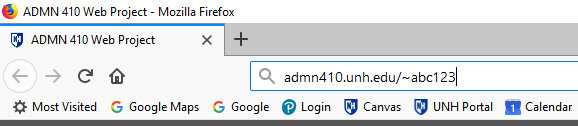 ADMN 410 Web Project - Mozilla Firefox
ADMN 410 Web Project
admn410.unh.edu/~abc123
Most Visited Google Maps Google Login Canvas UNH Portal 1 Calendar